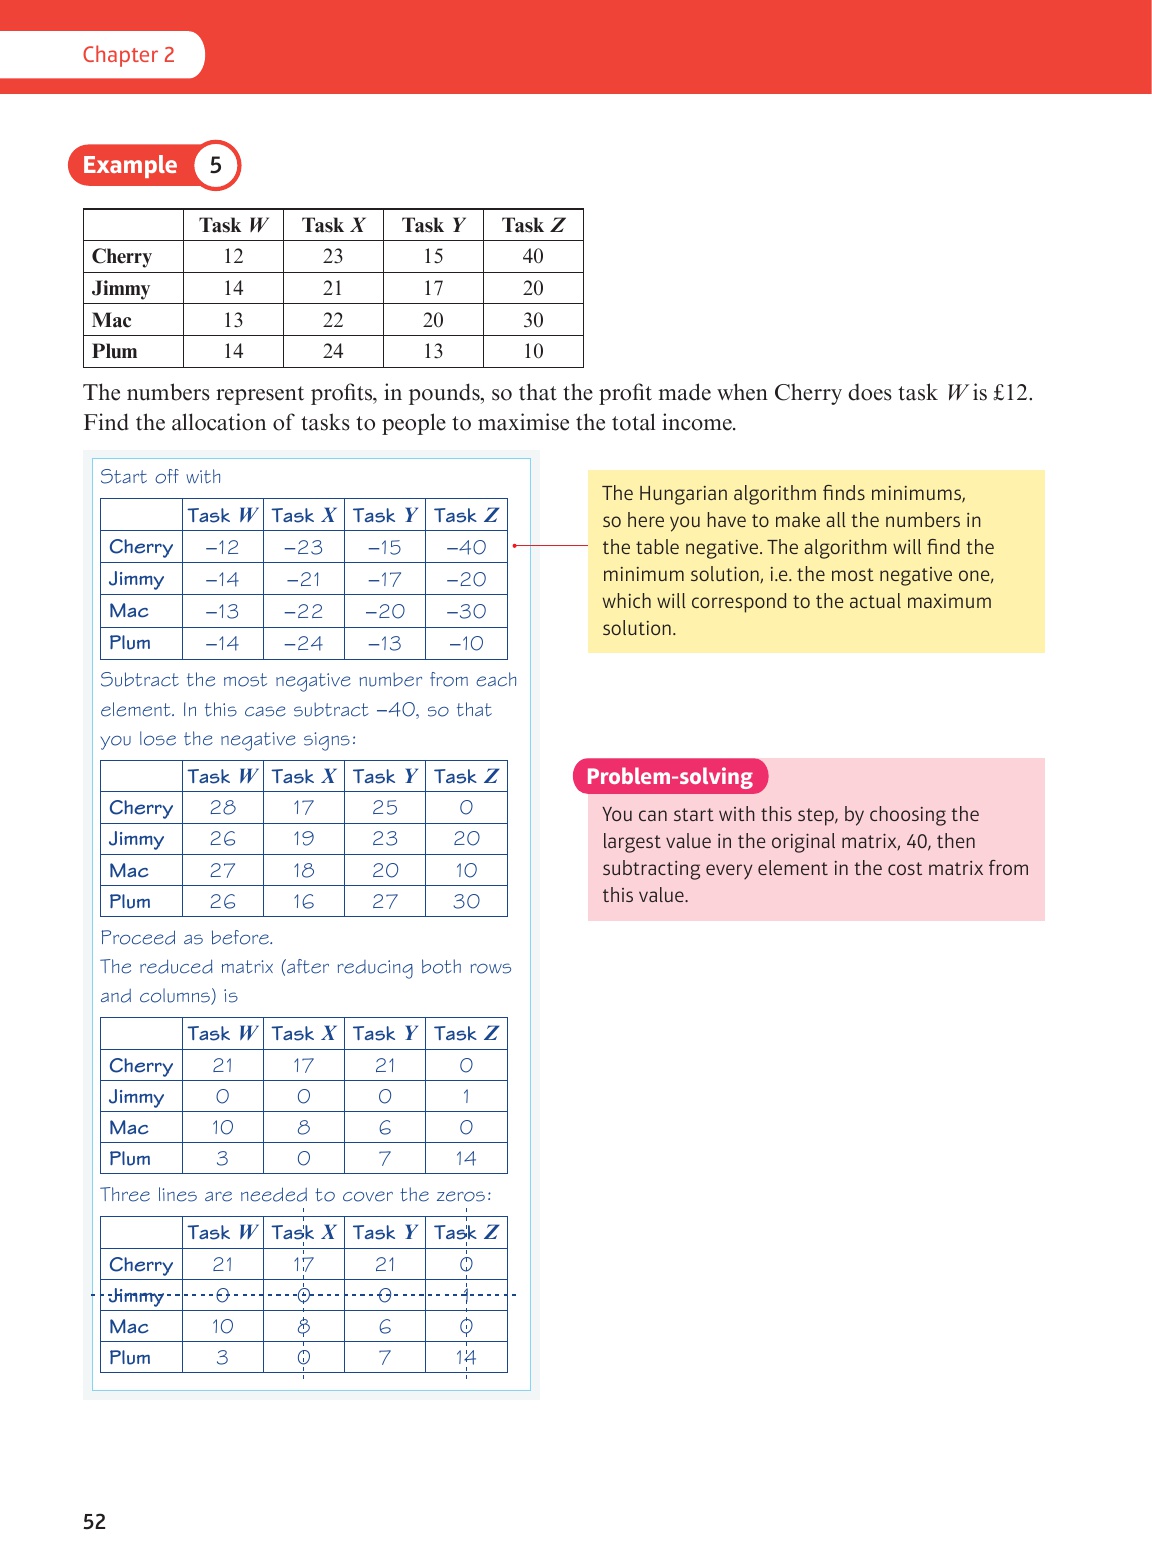 Chapter 2
Example 5
Task W Task X Task Y Task Z
Cherry 12 23 15 40
Jimmy 14 21 17 20
Mac 13 22 20 30
Plum 14 24 13 10
The numbers represent profits, in pounds, so that the profit made when Cherry does task W is £12.
Find the allocation of tasks to people to maximise the total income.
Start off with
Task W Task X Task Y Task Z
Cherry –12 –23 –15 –40
Jimmy –14 –21 –17 –20
Mac –13 –22 –20 –30
Plum –14 –24 –13 –10
Subtract the most negative number from each
element. In this case subtract –40, so that
you lose the negative signs:
Task W Task X Task Y Task Z
Cherry 28 17 25 0
Jimmy 26 19 23 20
Mac 27 18 20 10
Plum 26 16 27 30
Proceed as before.
The reduced matrix (after reducing both rows
and columns) is
Task W Task X Task Y Task Z
Cherry 21 17 21 0
Jimmy 0 0 0 1
Mac 10 8 6 0
Plum 3 0 7 14
Three lines are needed to cover the zeros:
Task W Task X Task Y Task Z
Cherry 21 17 21 0
Jimmy 0 0 0 1
Mac 10 8 6 0
Plum 3 0 7 14
The Hungarian algorithm finds minimums,
so here you have to make all the numbers in
the table negative. The algorithm will find the
minimum solution, i.e. the most negative one,
which will correspond to the actual maximum
solution.
Problem-solving
You can start with this step, by choosing the
largest value in the original matrix, 40, then
subtracting every element in the cost matrix from
this value.
52